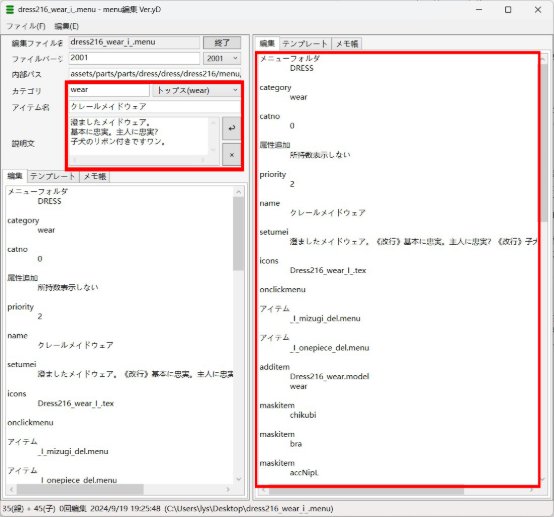 dress216_wear_i_.menu - menu編集 Ver.yD
ファイル(F) 編集(E)
編集ファイル名 dress216_wear_i_.menu 終了
ファイルバージ 2001 2001
内部パス assets/parts/parts/dress/dress/dress216/menu,
カテゴリ wear トップス(wear)
アイテム名 クレールメイドウェア
説明文
澄ましたメイドウェア。
基本に忠実。主人に忠実?
子犬のリボン付きですワン。
編集 テンプレート メモ帳
メニューフォルダ
DRESS
category
wear
catno
0
属性追加
所持数表示しない
priority
2
name
クレールメイドウェア
setumei
澄ましたメイドウェア。《改行》基本に忠実。主人に忠実
icons
Dress216_wear_I_.tex
onclickmenu
アイテム
_I_mizugi_del.menu
アイテム
_I_onepiece_del.menu
編集 テンプレート メモ帳
メニューフォルダ
DRESS
category
wear
catno
0
属性追加
所持数表示しない
priority
2
name
クレールメイドウェア
setumei
澄ましたメイドウェア。《改行》基本に忠実。主人に忠実?《改行》子犬
icons
Dress216_wear_I_.tex
onclickmenu
アイテム
_I_mizugi_del.menu
アイテム
_I_onepiece_del.menu
additem
Dress216_wear.model
wear
maskitem
chikubi
maskitem
bra
maskitem
accNipL
35(親) + 45(子) 0回編集 2024/9/19 19:25:48 (C:\Users\lys\Desktop\dress216_wear_i_.menu)